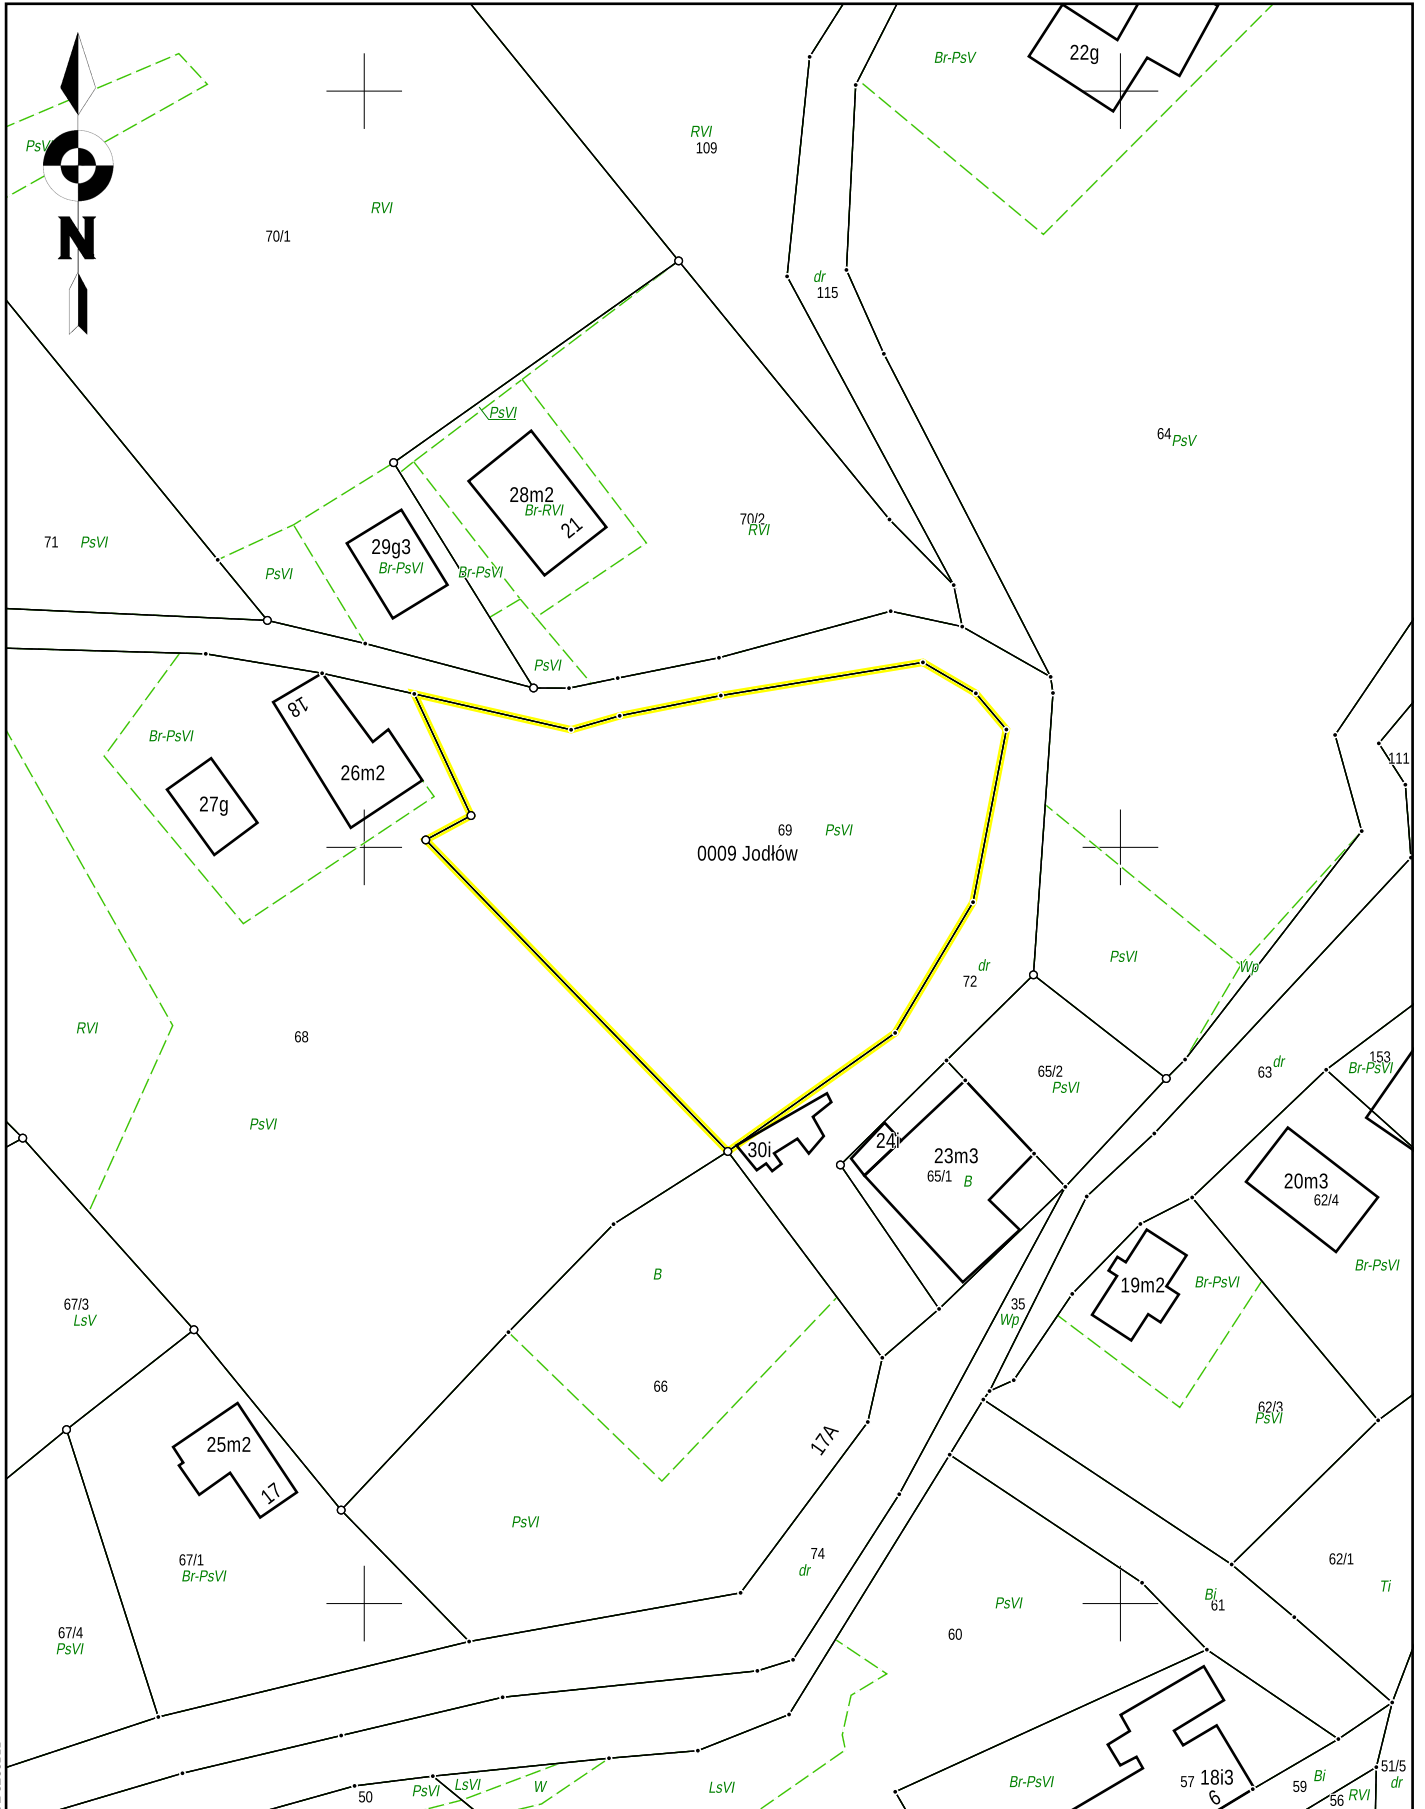 22g
Br-PsV
RVI
109
PsVI
N
RVI
70/1
dr
115
PsVI
64 PsV
28m2
Br-RVI
21
70/2
RVI
71 PsVI
29g3
Br-PsVI
PsVI
Br-PsVI
PsVI
18
Br-PsVI
26m2
27g
111
69 PsVI
0009 Jodłów
PsVI
Wp
dr
72
RVI
68
63 dr
153
Br-PsVI
65/2
PsVI
PsVI
30i
24i
23m3
65/1 B
20m3
62/4
B
Br-PsVI
19m2
Br-PsVI
67/3
LsV
35
Wp
66
62/3
PsVI
17A
25m2
17
PsVI
67/1
Br-PsVI
74
dr
62/1
Ti
Bi
61
PsVI
60
67/4
PsVI
50
PsVI
LsVI
W
LsVI
Br-PsVI
57
18i3
6
59
Bi
56
RVI
51/5
dr